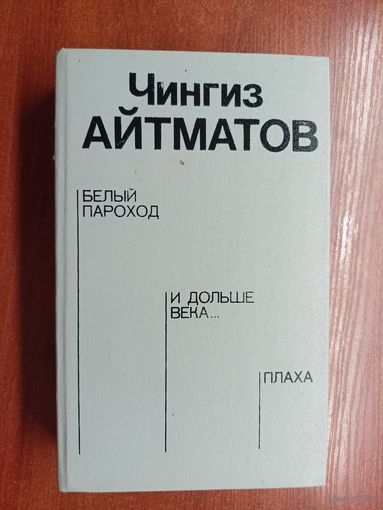 Чингиз
АЙТМАТОВ
БЕЛЫЙ
ПАРОХОД
И ДОЛЬШЕ
ВЕКА...
ПЛАХА